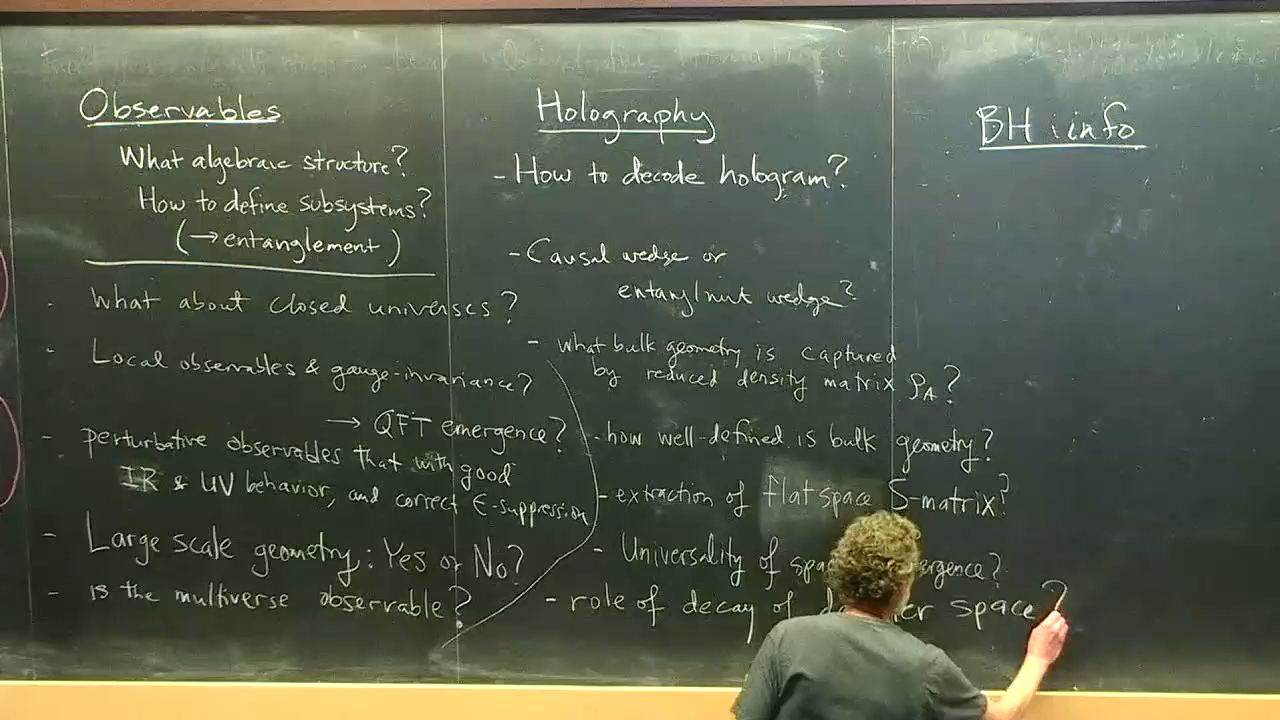 Observables
What algebraic structure?
How to define subsystems?
(→ entanglement)
- What about closed universes?
- Local observables & gauge-invariance?
→ QFT emergence?
- perturbative observables that with good
IR & UV behavior, and correct E-suppression
- Large scale geometry: Yes or No?
- is the multiverse observable?
Holography
- How to decode hologram?
- Causal wedge or
entanglmnt wedge?
- what bulk geometry is captured
by reduced density matrix ρ_A?
- how well-defined is bulk geometry?
- extraction of flat space S-matrix?
- Universality of
- role of decay of
space?
BH info